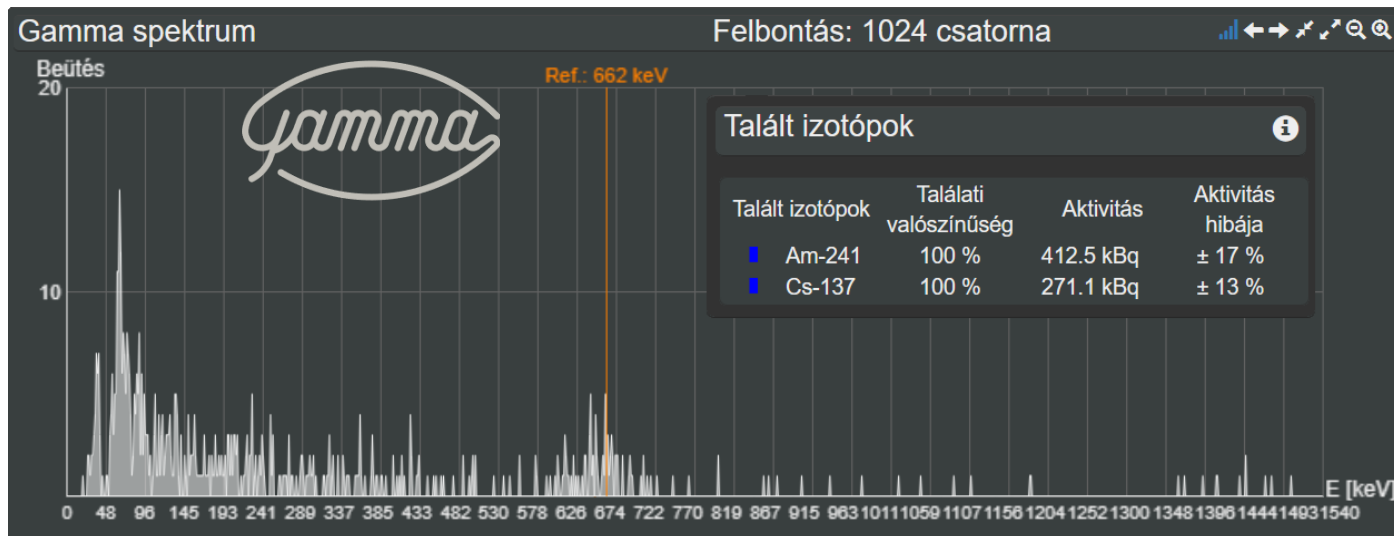 Gamma spektrum
Felbontás: 1024 csatorna
Beütés
20
Ref.: 662 keV
gamma
Talált izotópok
Talált izotópok Találati valószínűség Aktivitás Aktivitás hibája
Am-241 100 % 412.5 kBq ± 17 %
Cs-137 100 % 271.1 kBq ± 13 %
10
E [keV]
0 48 96 145 193 241 289 337 385 433 482 530 578 626 674 722 770 819 867 915 963 1011 1059 1107 1156 1204 1252 1300 1348 1396 1444 1493 1540